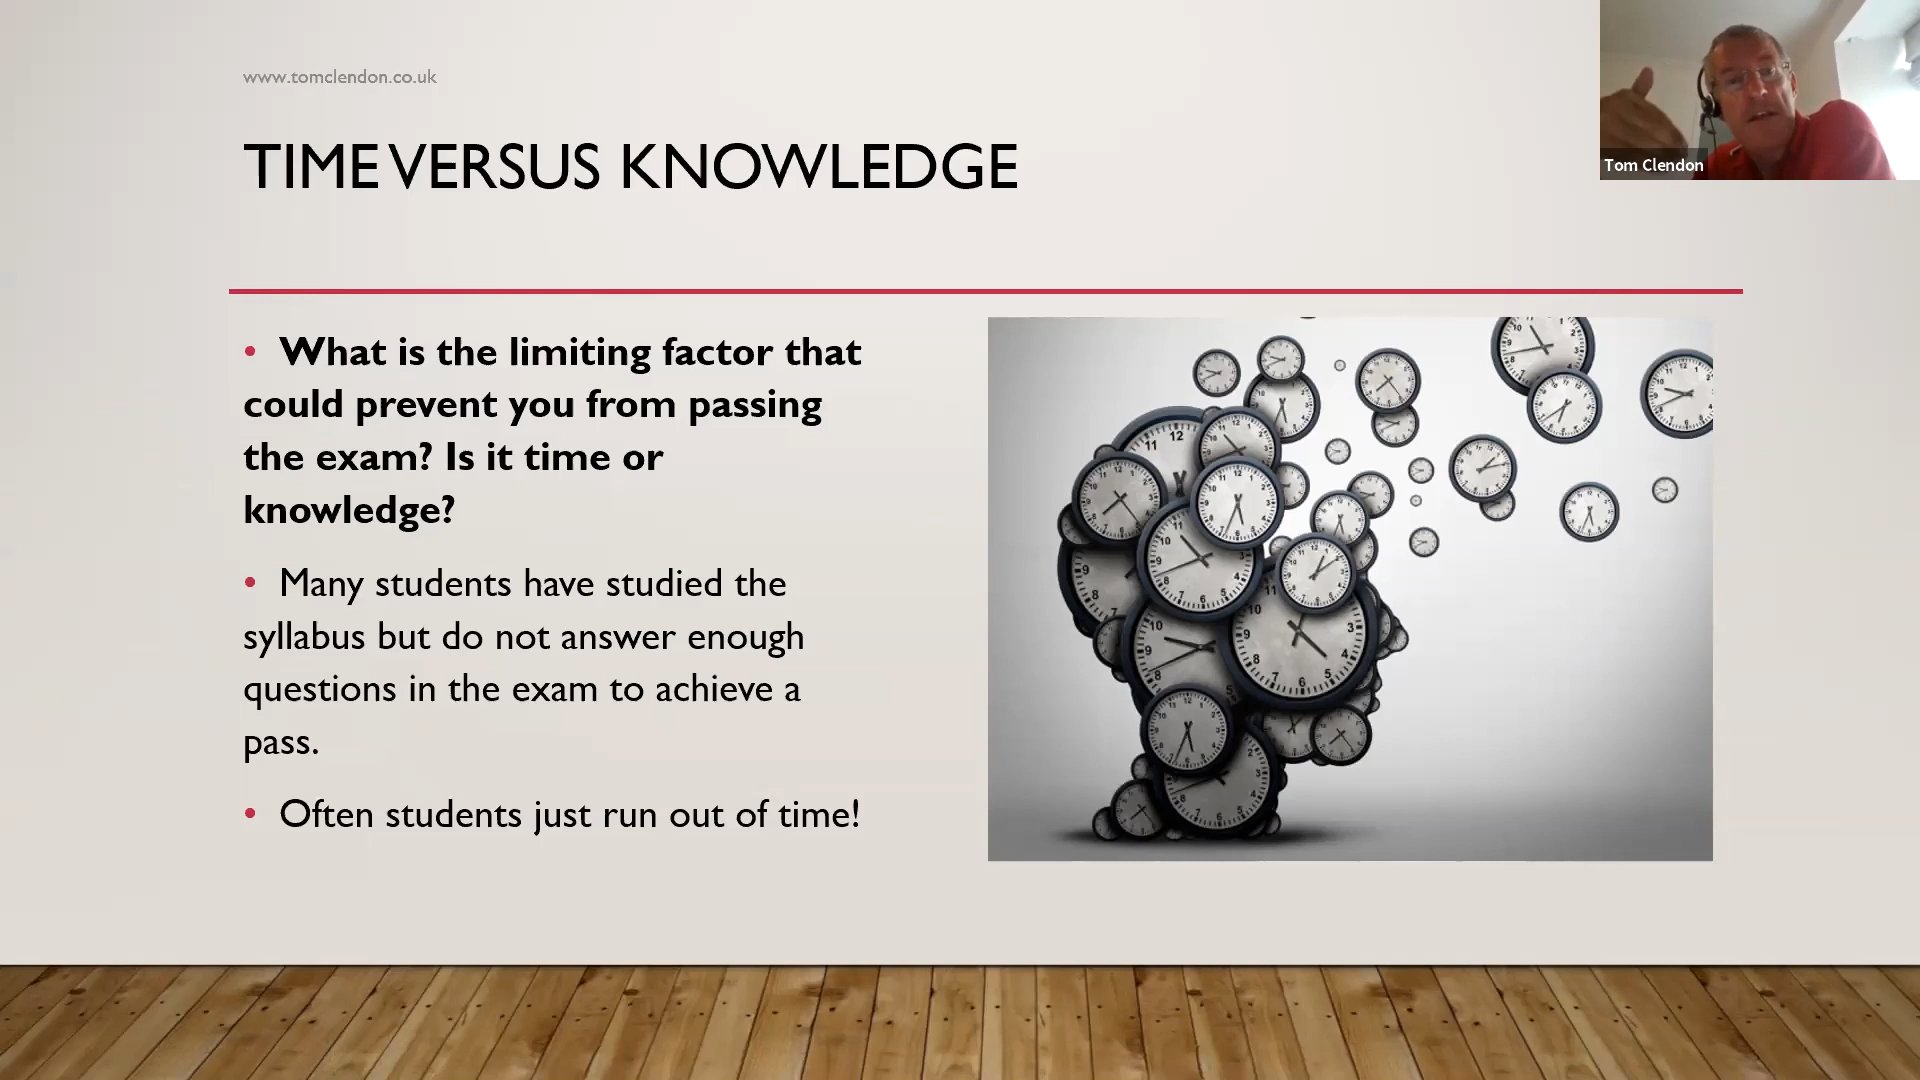 www.tomclendon.co.uk
TIME VERSUS KNOWLEDGE
Tom Clendon
• What is the limiting factor that
could prevent you from passing
the exam? Is it time or
knowledge?
• Many students have studied the
syllabus but do not answer enough
questions in the exam to achieve a
pass.
• Often students just run out of time!